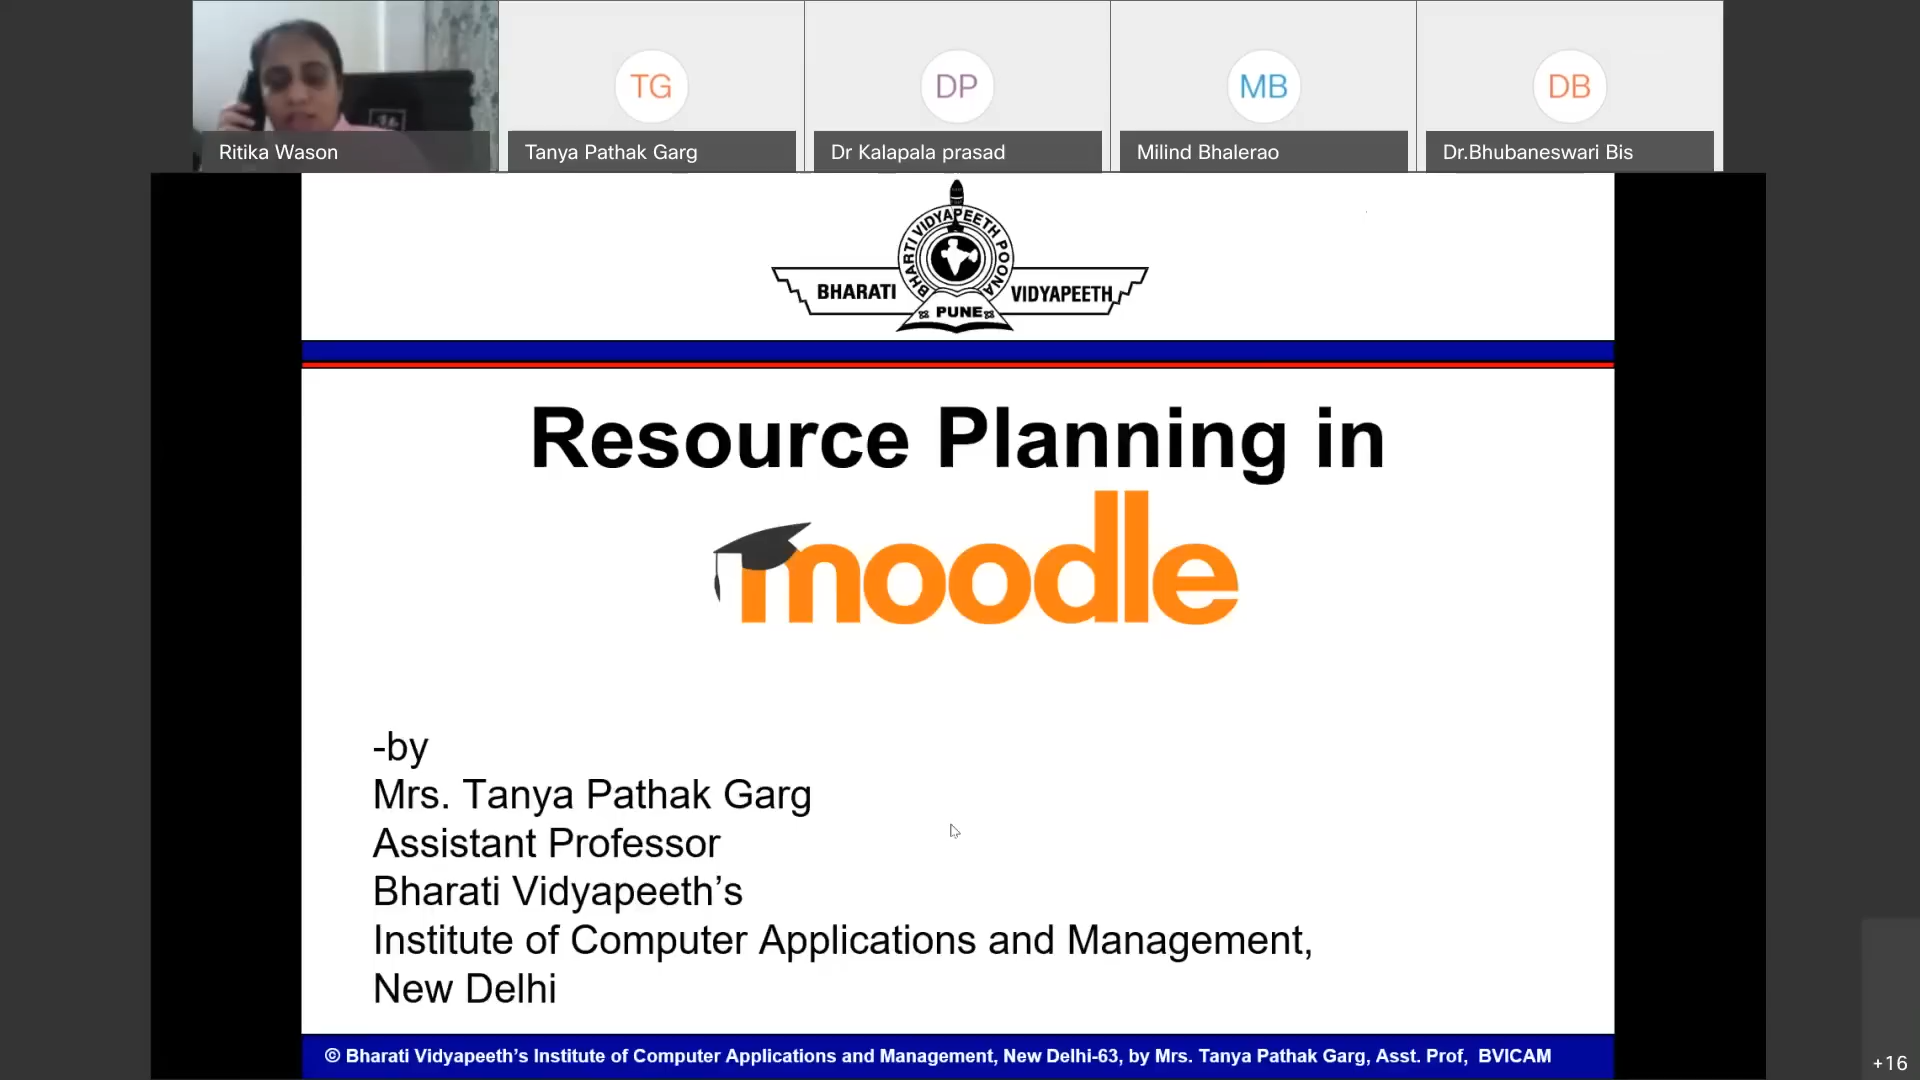 TG
DP
MB
DB
Ritika Wason
Tanya Pathak Garg
Dr Kalapala prasad
Milind Bhalerao
Dr.Bhubaneswari Bis
BHARTI VIDYAPEETH POONA
BHARATI
VIDYAPEETH
PUNE
Resource Planning in
moodle
-by
Mrs. Tanya Pathak Garg
Assistant Professor
Bharati Vidyapeeth’s
Institute of Computer Applications and Management,
New Delhi
© Bharati Vidyapeeth’s Institute of Computer Applications and Management, New Delhi-63, by Mrs. Tanya Pathak Garg, Asst. Prof, BVICAM
+16